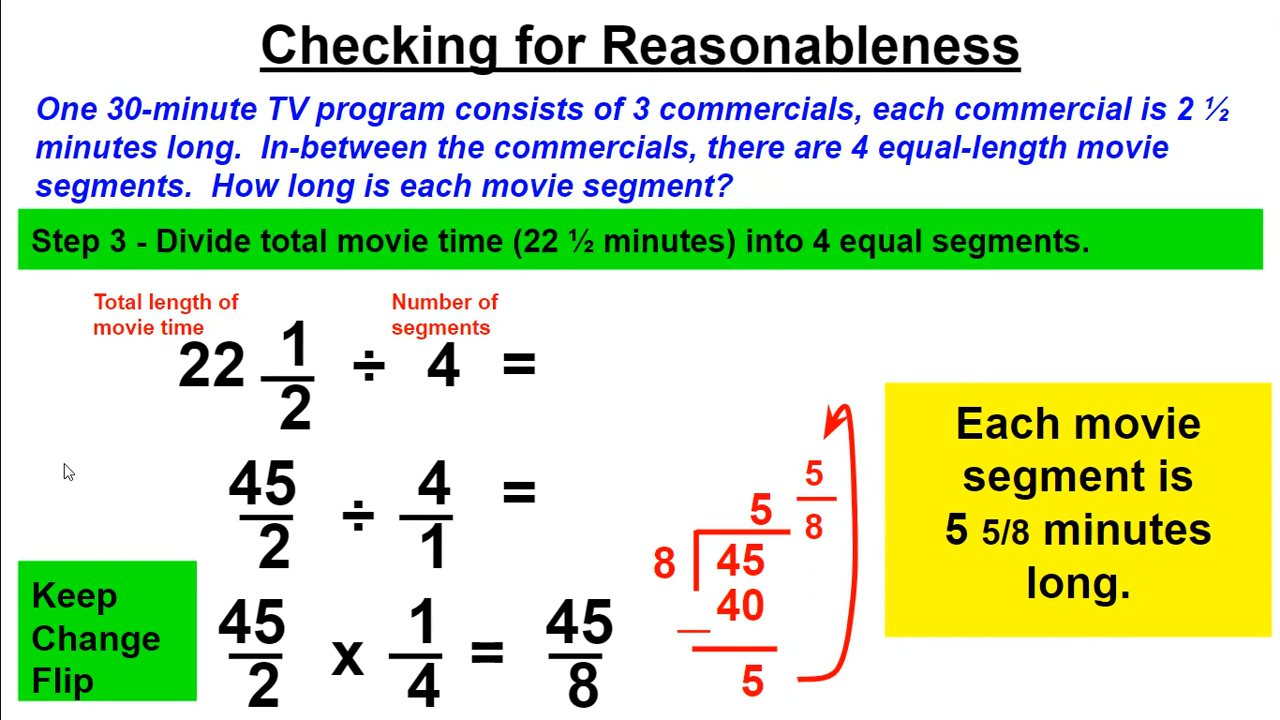 Checking for Reasonableness
One 30-minute TV program consists of 3 commercials, each commercial is 2 ½
minutes long. In-between the commercials, there are 4 equal-length movie
segments. How long is each movie segment?
Step 3 - Divide total movie time (22 ½ minutes) into 4 equal segments.
Total length of
movie time
Number of
segments
22 1/2 ÷ 4 =
45/2 ÷ 4/1 =
Keep
Change
Flip
45/2 x 1/4 = 45/8
5 5/8
8 45
40
5
Each movie
segment is
5 5/8 minutes
long.